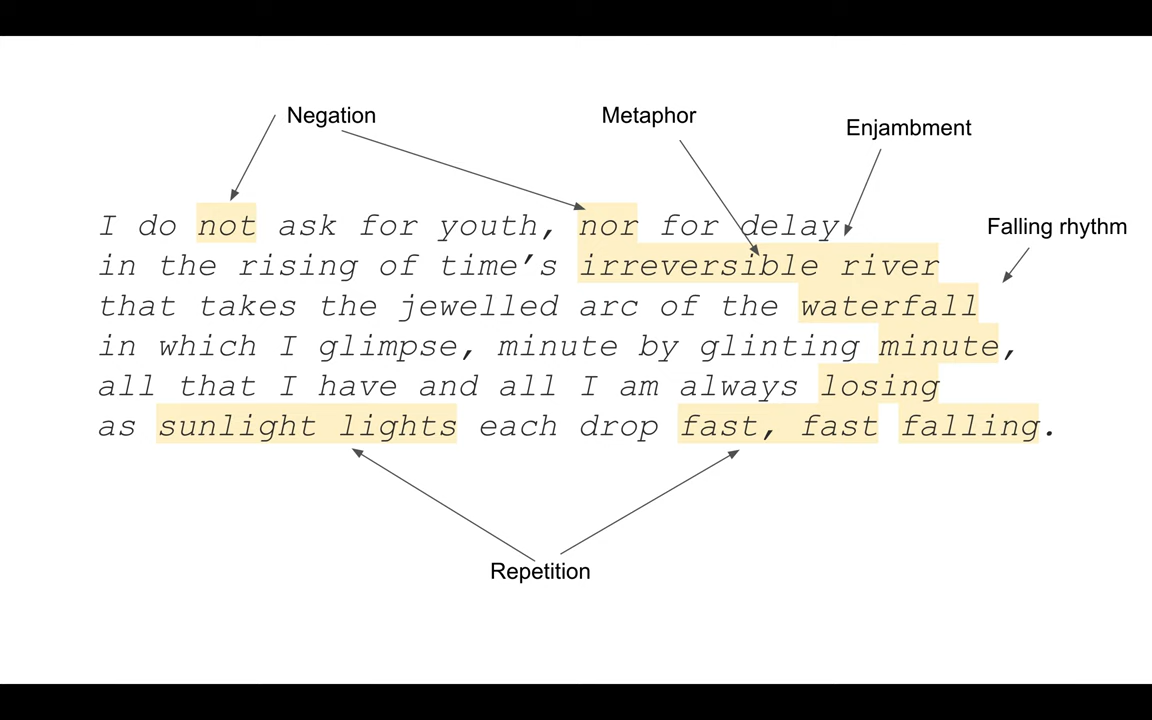 Negation
Metaphor
Enjambment
I do not ask for youth, nor for delay
Falling rhythm
in the rising of time’s irreversible river
that takes the jewelled arc of the waterfall
in which I glimpse, minute by glinting minute,
all that I have and all I am always losing
as sunlight lights each drop fast, fast falling.
Repetition